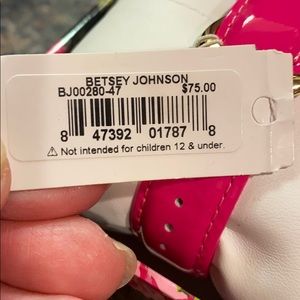 BETSEY JOHNSON
BJ00280-47 $75.00
8 47392 01787 8
⚠ Not intended for children 12 & under.